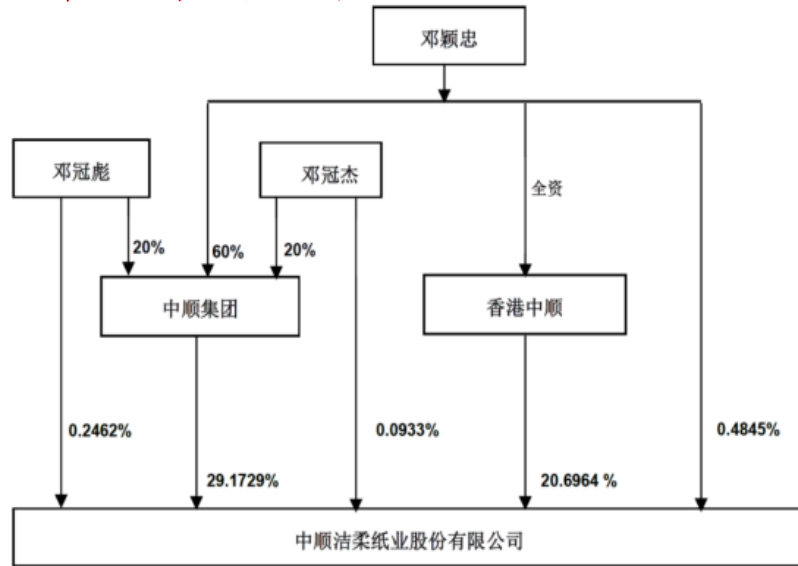 邓颖忠
邓冠彪
邓冠杰
全资
20%
60%
20%
中顺集团
香港中顺
0.2462%
0.0933%
0.4845%
29.1729%
20.6964 %
中顺洁柔纸业股份有限公司